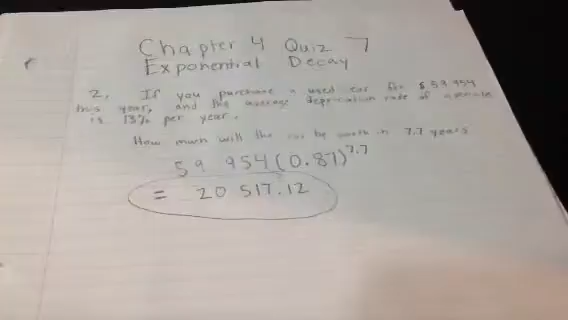 Chapter 4 Quiz 7
Exponential Decay
2. If you purchase a used car for $59 954
this year, and the average depriciation rate of a vehicle
is 13% per year.
How much will the car be worth in 7.7 years
59 954(0.87)^7.7
= 20 517.12